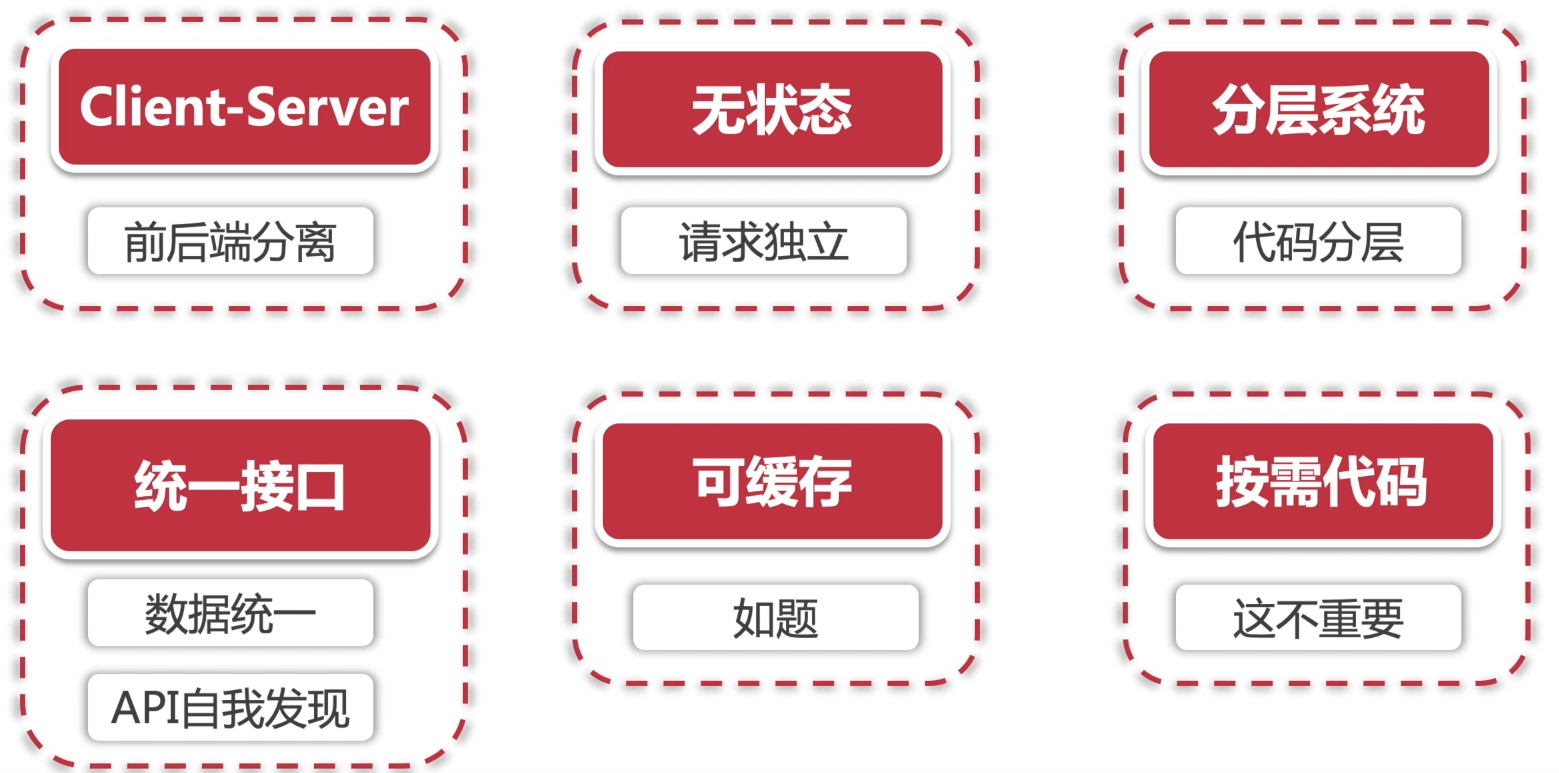 Client-Server
前后端分离
无状态
请求独立
分层系统
代码分层
统一接口
数据统一
API自我发现
可缓存
如题
按需代码
这不重要